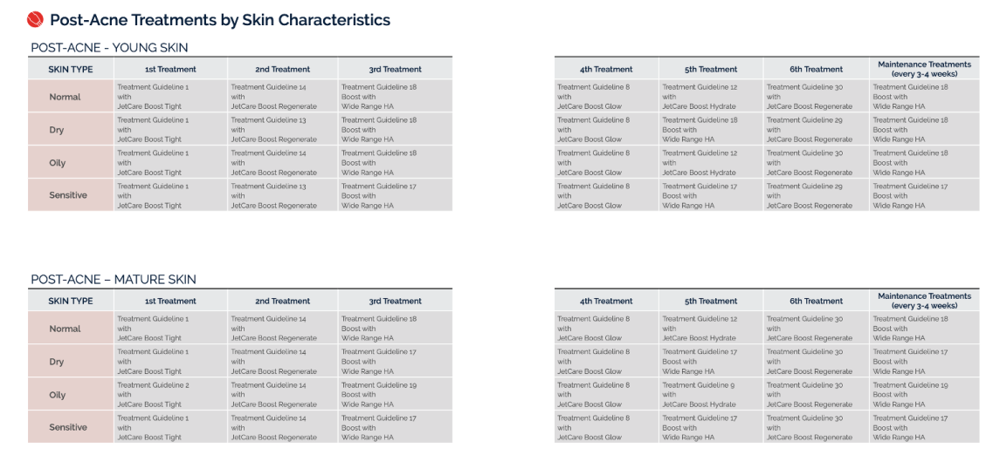 Post-Acne Treatments by Skin Characteristics
POST-ACNE - YOUNG SKIN
SKIN TYPE 1st Treatment 2nd Treatment 3rd Treatment 4th Treatment 5th Treatment 6th Treatment Maintenance Treatments
(every 3-4 weeks)
Treatment Guideline 1 Treatment Guideline 14 Treatment Guideline 18 Treatment Guideline 8 Treatment Guideline 12 Treatment Guideline 30 Treatment Guideline 18
Normal with with Boost with with with with Boost with
JetCare Boost Tight JetCare Boost Regenerate Wide Range HA JetCare Boost Glow JetCare Boost Hydrate JetCare Boost Regenerate Wide Range HA
Treatment Guideline 1 Treatment Guideline 13 Treatment Guideline 18 Treatment Guideline 8 Treatment Guideline 18 Treatment Guideline 29 Treatment Guideline 18
Dry with with Boost with with Boost with with Boost with
JetCare Boost Tight JetCare Boost Regenerate Wide Range HA JetCare Boost Glow Wide Range HA JetCare Boost Regenerate Wide Range HA
Treatment Guideline 1 Treatment Guideline 14 Treatment Guideline 18 Treatment Guideline 8 Treatment Guideline 12 Treatment Guideline 30 Treatment Guideline 18
Oily with with Boost with with with with Boost with
JetCare Boost Tight JetCare Boost Regenerate Wide Range HA JetCare Boost Glow JetCare Boost Hydrate JetCare Boost Regenerate Wide Range HA
Treatment Guideline 1 Treatment Guideline 13 Treatment Guideline 17 Treatment Guideline 8 Treatment Guideline 17 Treatment Guideline 29 Treatment Guideline 17
Sensitive with with Boost with with Boost with with Boost with
JetCare Boost Tight JetCare Boost Regenerate Wide Range HA JetCare Boost Glow Wide Range HA JetCare Boost Regenerate Wide Range HA
POST-ACNE – MATURE SKIN
SKIN TYPE 1st Treatment 2nd Treatment 3rd Treatment 4th Treatment 5th Treatment 6th Treatment Maintenance Treatments
(every 3-4 weeks)
Treatment Guideline 1 Treatment Guideline 14 Treatment Guideline 18 Treatment Guideline 8 Treatment Guideline 12 Treatment Guideline 30 Treatment Guideline 18
Normal with with Boost with with with with Boost with
JetCare Boost Tight JetCare Boost Regenerate Wide Range HA JetCare Boost Glow JetCare Boost Hydrate JetCare Boost Regenerate Wide Range HA
Treatment Guideline 1 Treatment Guideline 14 Treatment Guideline 17 Treatment Guideline 8 Treatment Guideline 17 Treatment Guideline 30 Treatment Guideline 17
Dry with with Boost with with Boost with with Boost with
JetCare Boost Tight JetCare Boost Regenerate Wide Range HA JetCare Boost Glow Wide Range HA JetCare Boost Regenerate Wide Range HA
Treatment Guideline 2 Treatment Guideline 14 Treatment Guideline 19 Treatment Guideline 8 Treatment Guideline 9 Treatment Guideline 30 Treatment Guideline 19
Oily with with Boost with with with with Boost with
JetCare Boost Tight JetCare Boost Regenerate Wide Range HA JetCare Boost Glow JetCare Boost Hydrate JetCare Boost Regenerate Wide Range HA
Treatment Guideline 1 Treatment Guideline 14 Treatment Guideline 17 Treatment Guideline 8 Treatment Guideline 17 Treatment Guideline 30 Treatment Guideline 17
Sensitive with with Boost with with Boost with with Boost with
JetCare Boost Tight JetCare Boost Regenerate Wide Range HA JetCare Boost Glow Wide Range HA JetCare Boost Regenerate Wide Range HA